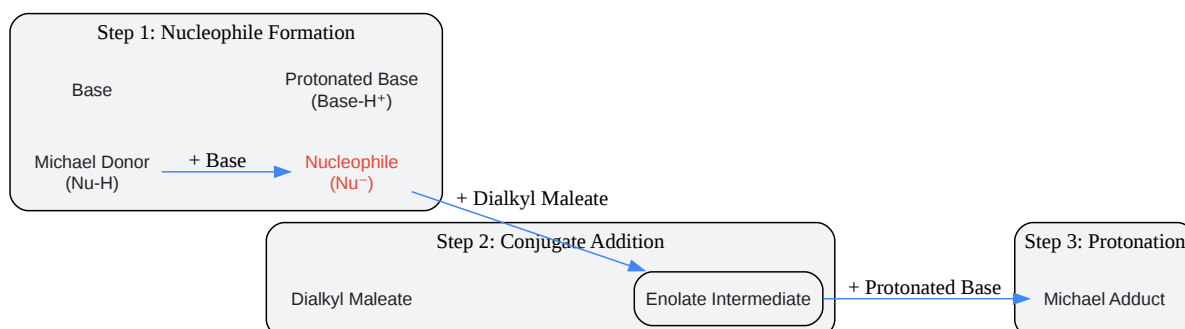 Step 1: Nucleophile Formation
Base
Protonated Base
(Base-H⁺)
Michael Donor
(Nu-H)
+ Base
Nucleophile
(Nu⁻)
+ Dialkyl Maleate
Step 2: Conjugate Addition
Dialkyl Maleate
Enolate Intermediate
+ Protonated Base
Step 3: Protonation
Michael Adduct